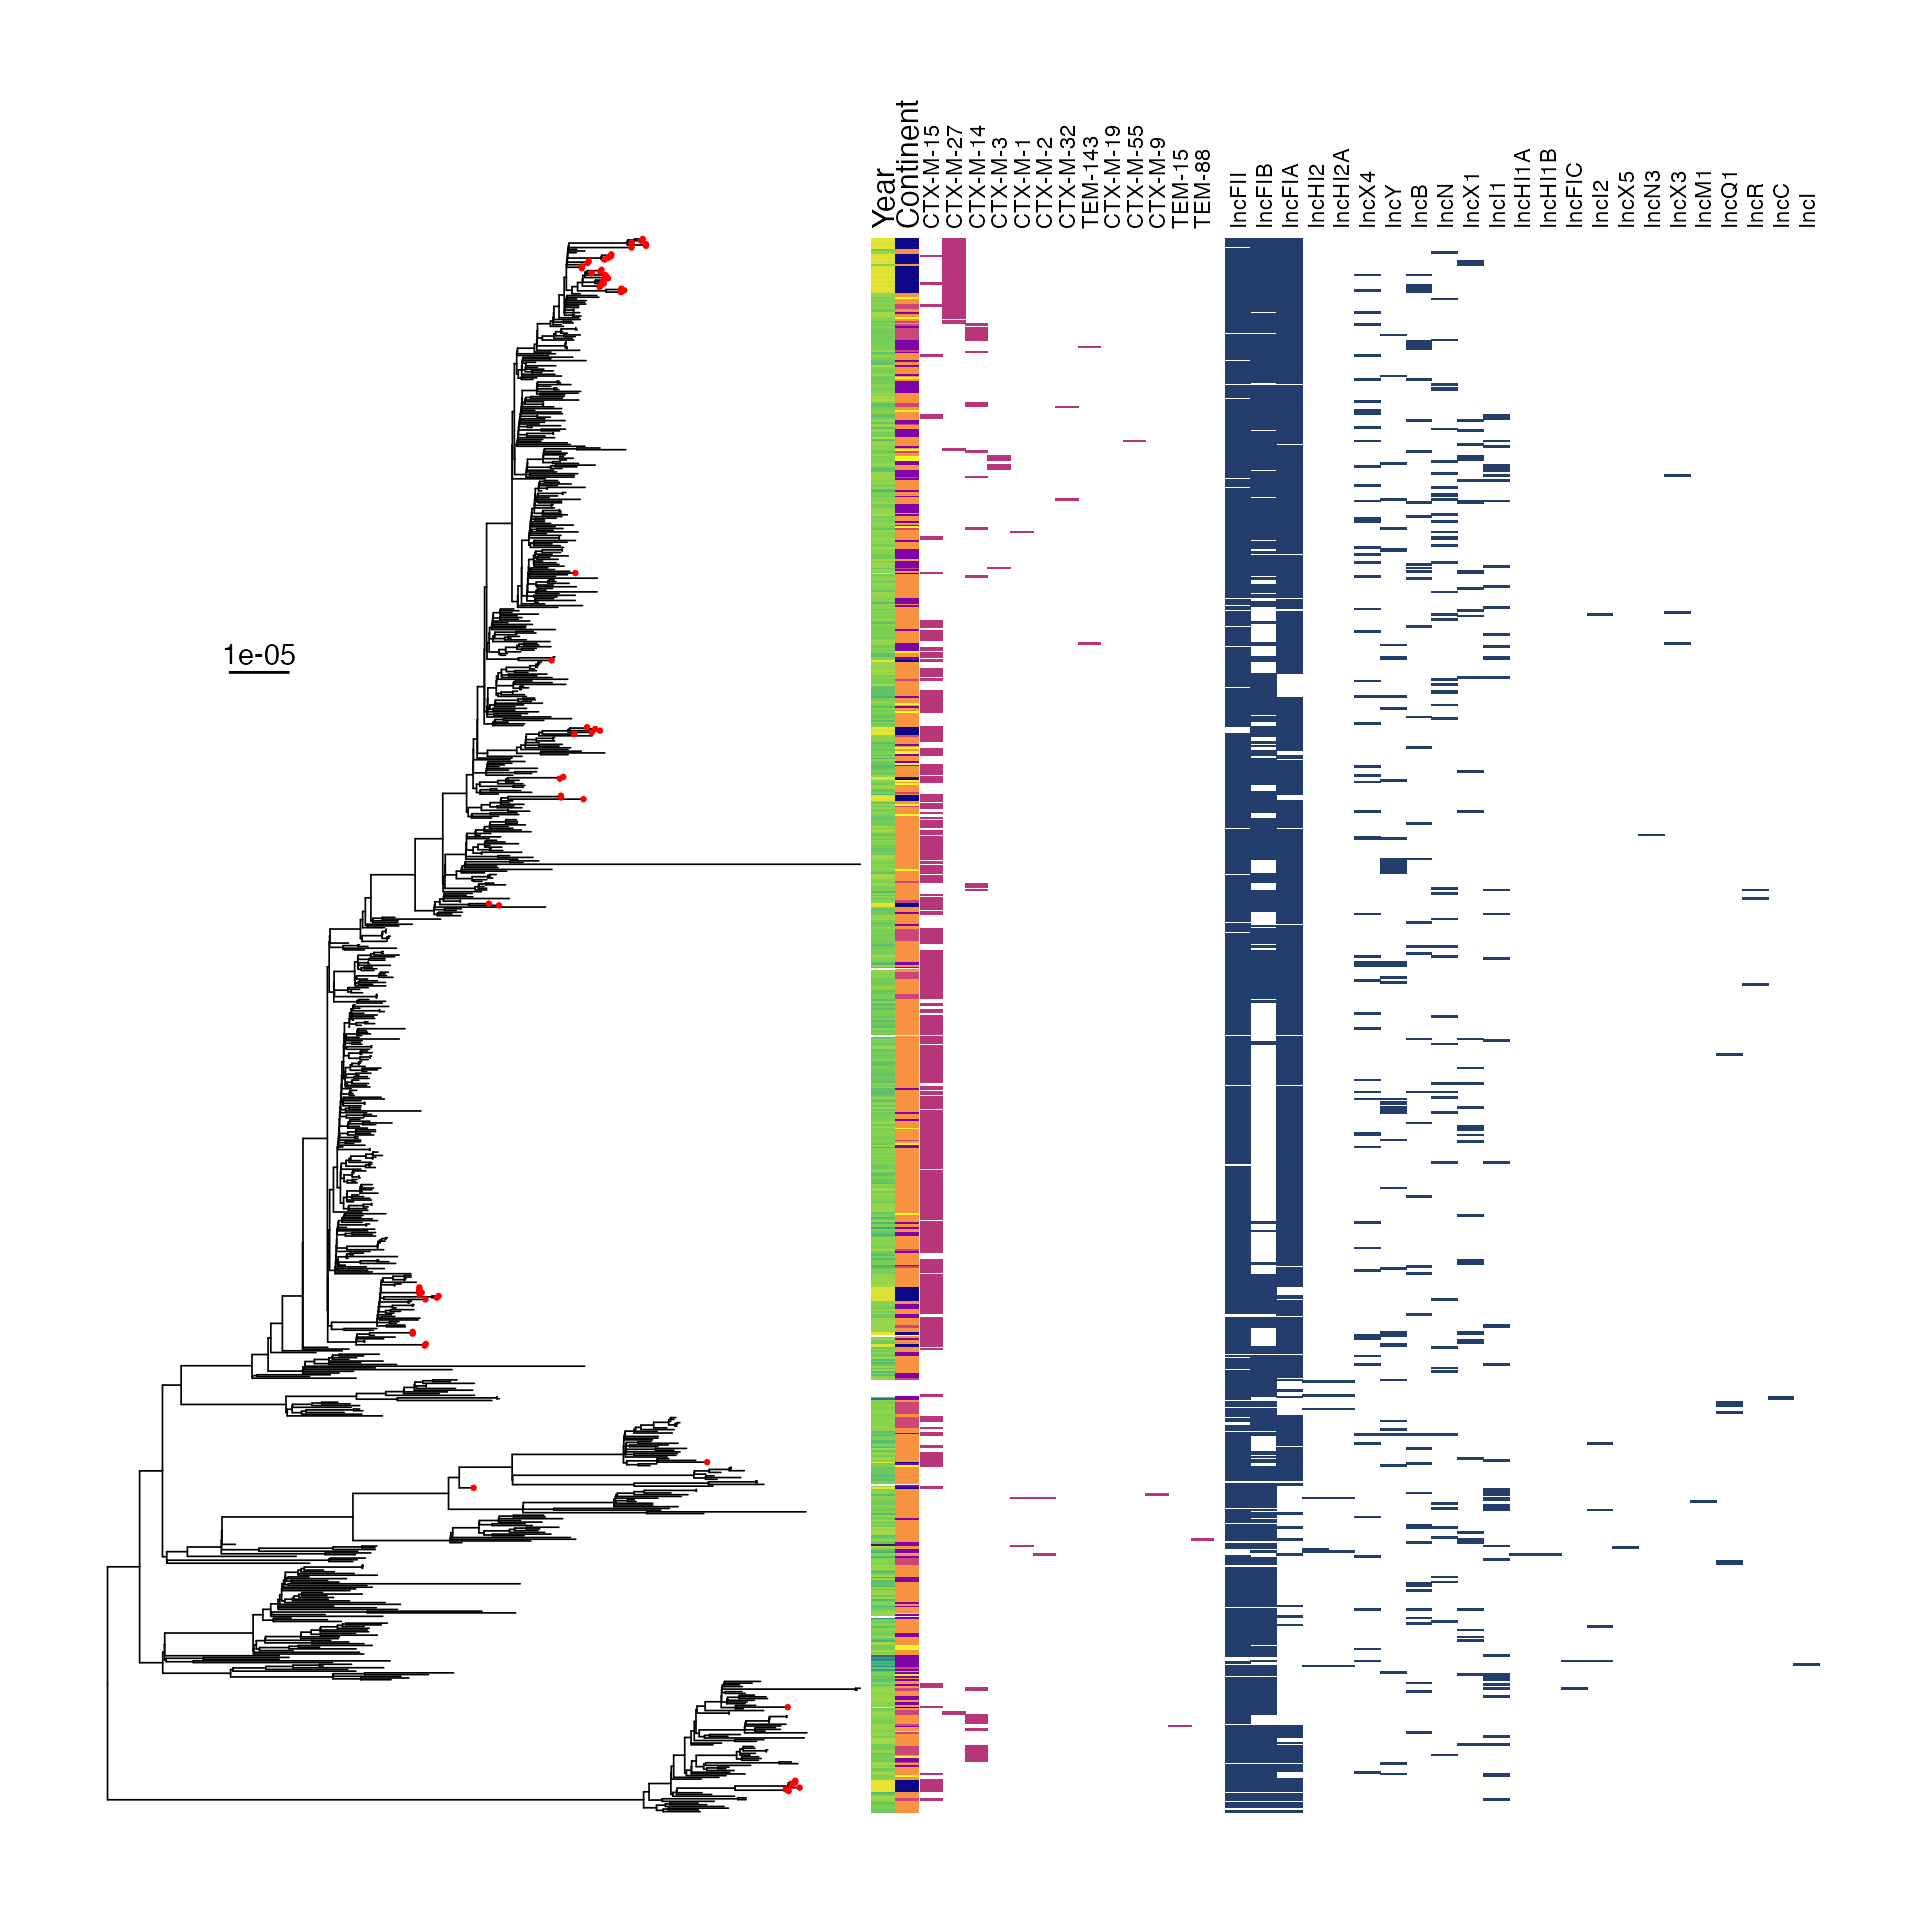 Year
Continent
CTX-M-15
CTX-M-27
CTX-M-14
CTX-M-3
CTX-M-1
CTX-M-2
CTX-M-32
TEM-143
CTX-M-19
CTX-M-55
CTX-M-9
TEM-15
TEM-88
IncFII
IncFIB
IncFIA
IncHI2
IncHI2A
IncX4
IncY
IncB
IncN
IncX1
IncI1
IncHI1A
IncHI1B
IncFIC
IncI2
IncX5
IncN3
IncX3
IncM1
IncQ1
IncR
IncC
IncI
1e-05